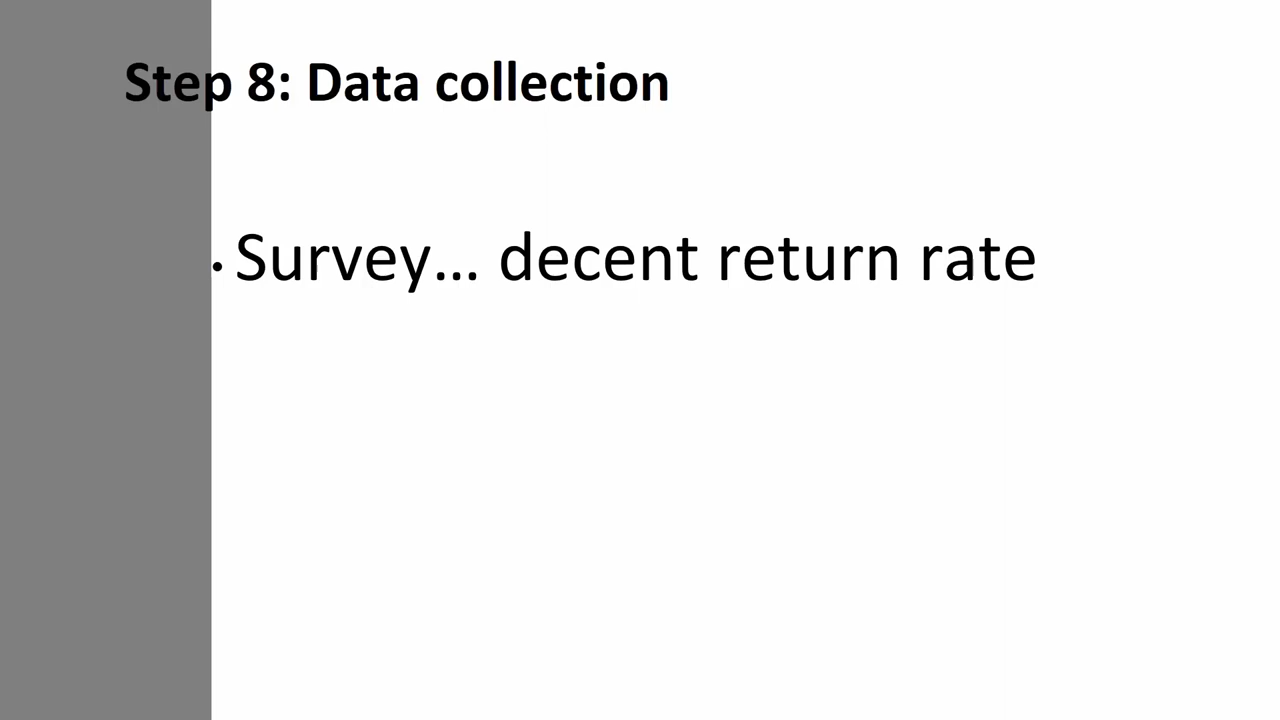 Step 8: Data collection
• Survey... decent return rate